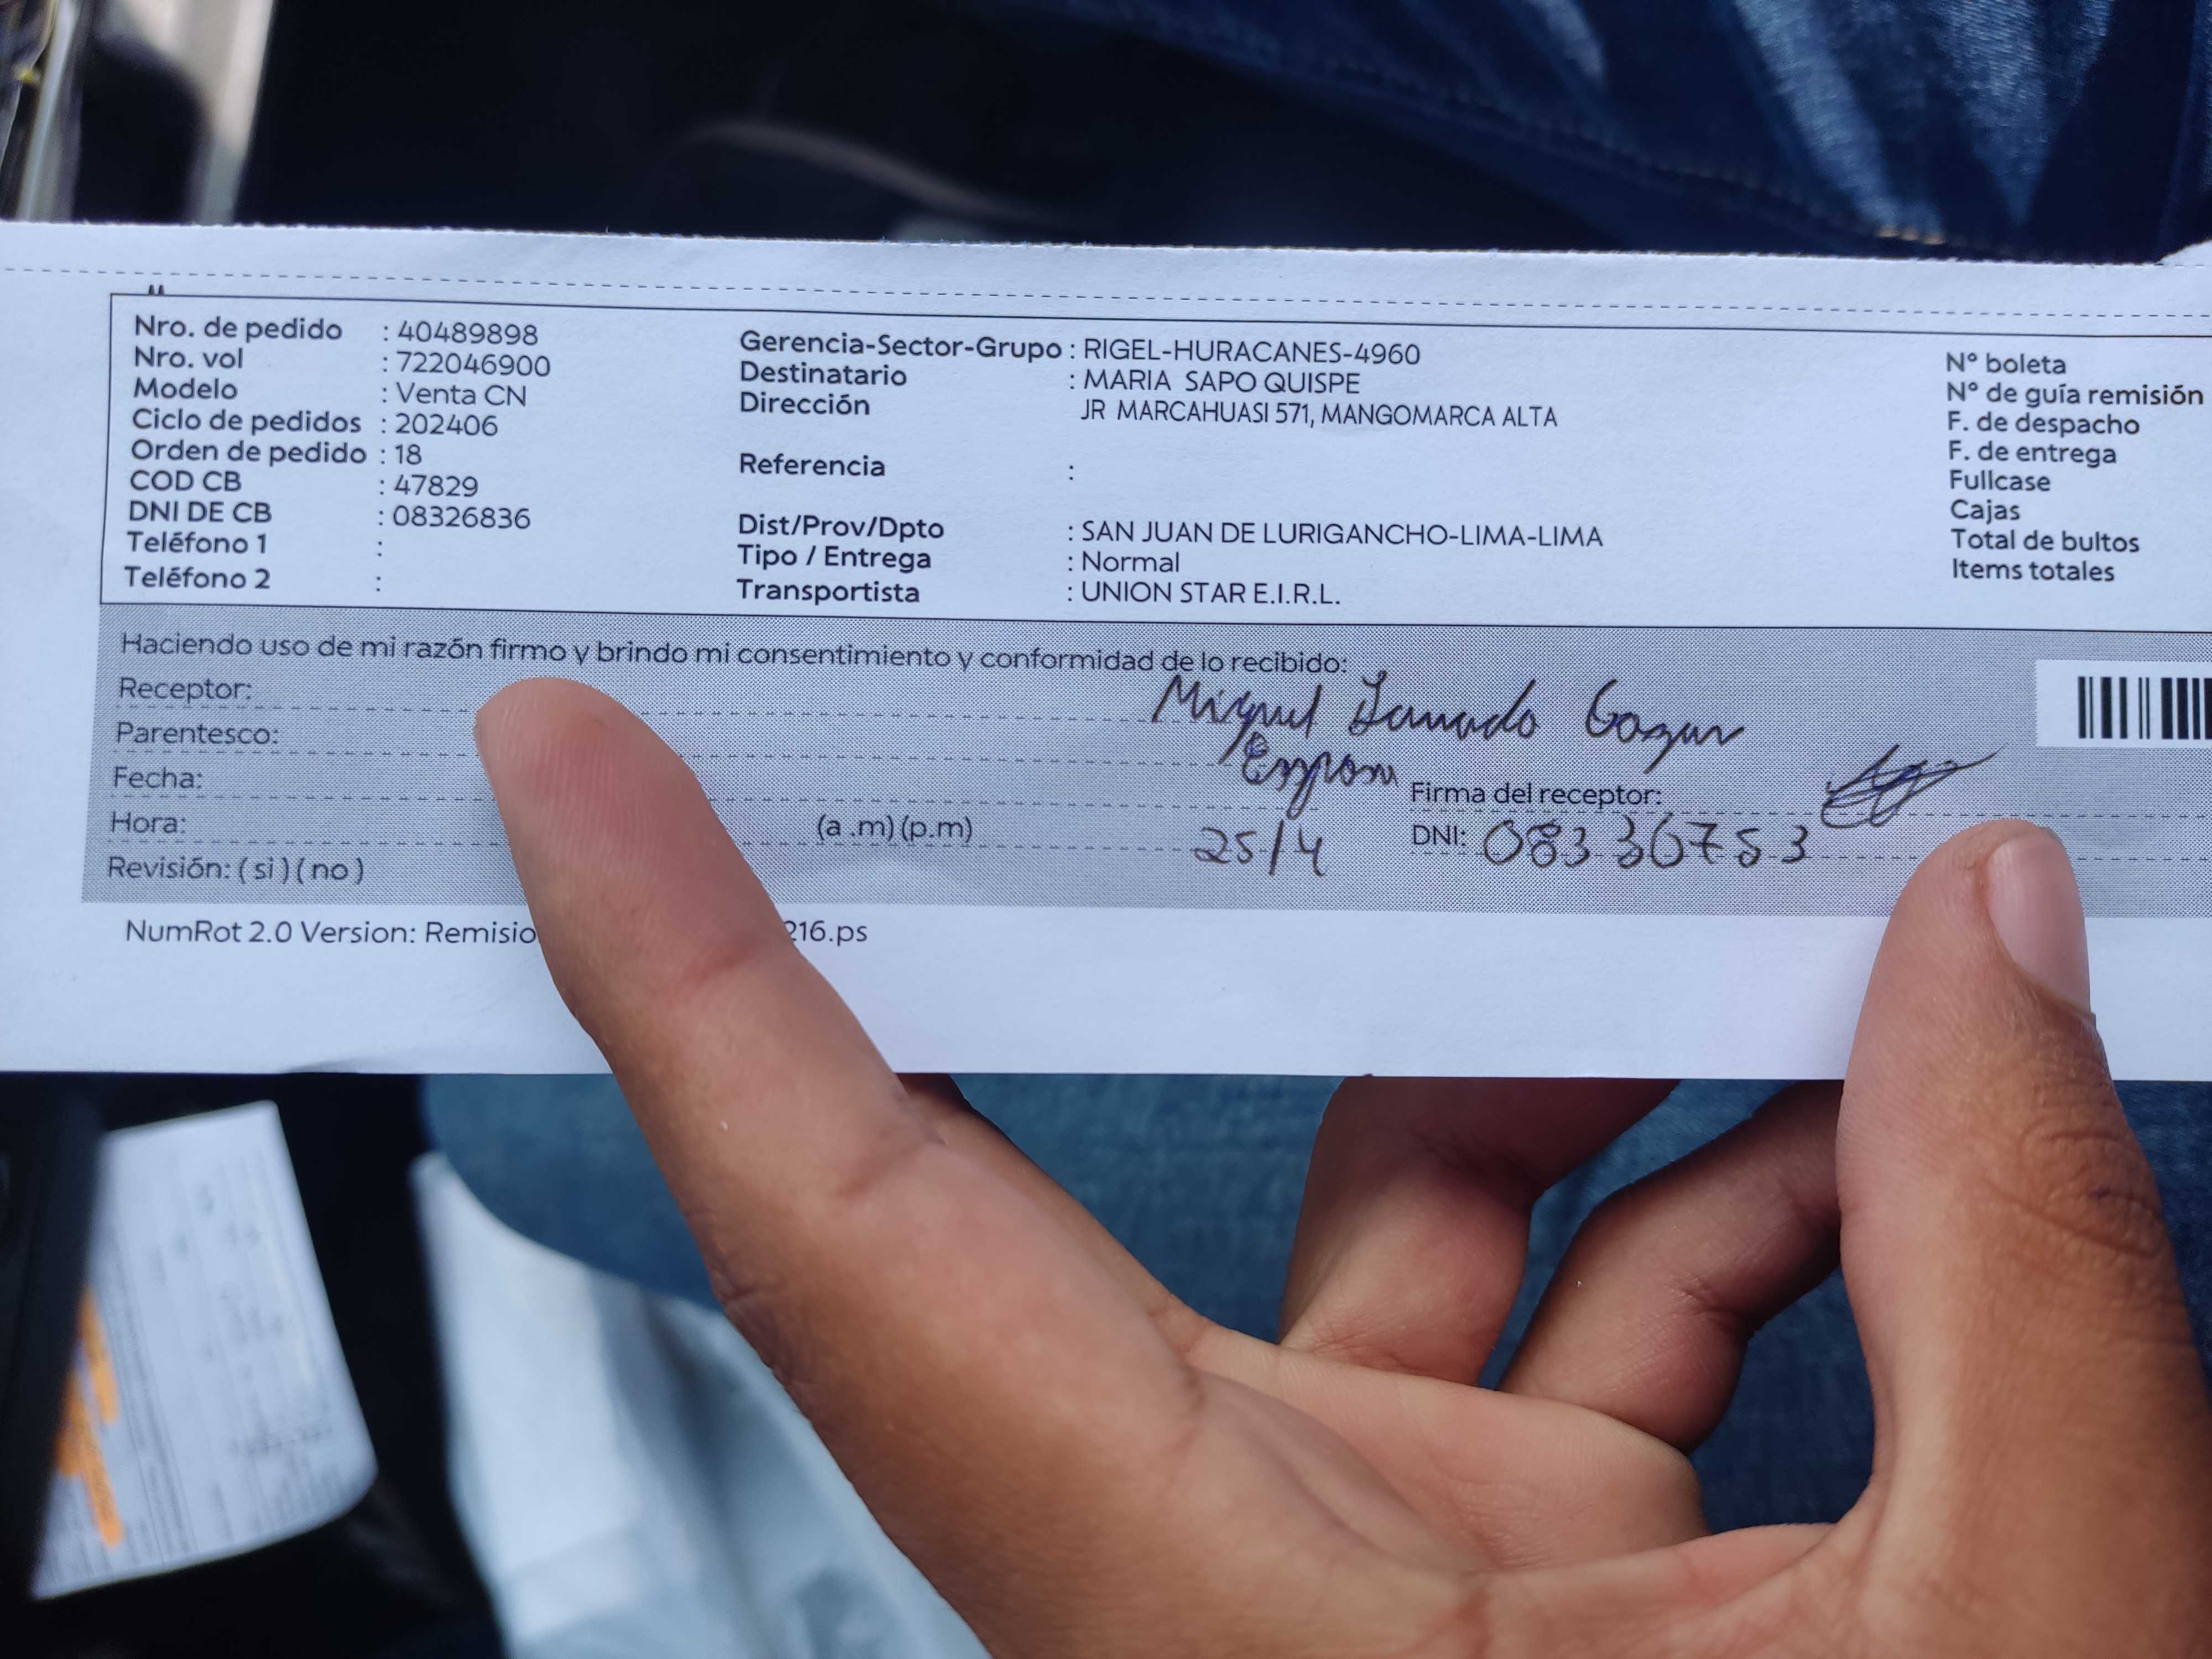 Nro. de pedido : 40489898
Nro. vol : 722046900
Modelo : Venta CN
Ciclo de pedidos : 202406
Orden de pedido : 18
COD CB : 47829
DNI DE CB : 08326836
Teléfono 1 :
Teléfono 2 :
Gerencia-Sector-Grupo : RIGEL-HURACANES-4960
Destinatario : MARIA SAPO QUISPE
Dirección JR MARCAHUASI 571, MANGOMARCA ALTA
Referencia :
Dist/Prov/Dpto : SAN JUAN DE LURIGANCHO-LIMA-LIMA
Tipo / Entrega : Normal
Transportista : UNION STAR E.I.R.L.
N° boleta
N° de guía remisión
F. de despacho
F. de entrega
Fullcase
Cajas
Total de bultos
Items totales
Haciendo uso de mi razón firmo y brindo mi consentimiento y conformidad de lo recibido:
Receptor: Miguel
Parentesco:
Fecha:
Firma del receptor:
Hora: (a .m) (p.m) 25/4 DNI: 08330753
Revisión: ( si ) ( no )
NumRot 2.0 Version: 216.ps